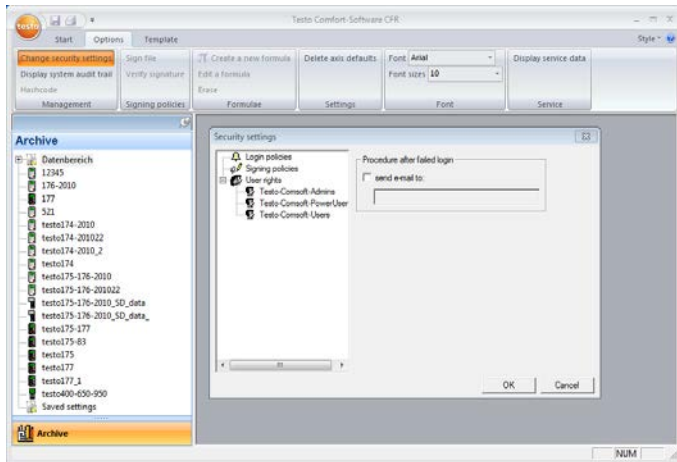 testo
Testo Comfort-Software CFR
Start Options Template
Style
Change security settings
Display system audit trail
Hashcode
Management
Sign file
Verify signature
Signing policies
Create a new formula
Edit a formula
Erase
Formulae
Delete axis defaults
Settings
Font Arial
Font sizes 10
Font
Display service data
Service
Archive
Datenbereich
12345
176-2010
177
521
testo174-2010
testo174-201022
testo174-2010_2
testo174
testo175-176-2010
testo175-176-201022
testo175-176-2010_SD_data
testo175-176-2010_SD_data_
testo175-177
testo175-83
testo175
testo177
testo177_1
testo400-650-950
Saved settings
Archive
Security settings
Login policies
Signing policies
User rights
Testo-Comsoft-Admins
Testo-Comsoft-PowerUser
Testo-Comsoft-Users
Procedure after failed login
send e-mail to:
OK Cancel
NUM